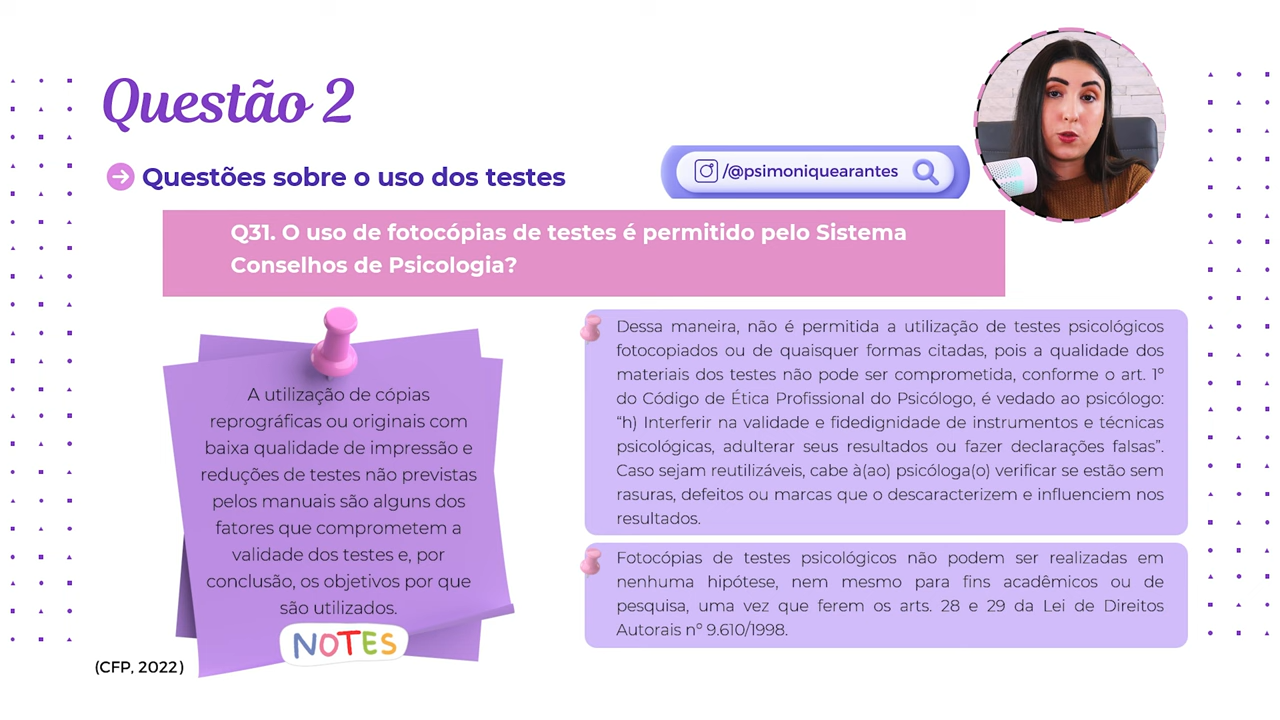 Questão 2
Questões sobre o uso dos testes
/@psimoniquearantes
Q31. O uso de fotocópias de testes é permitido pelo Sistema
Conselhos de Psicologia?
A utilização de cópias
reprográficas ou originais com
baixa qualidade de impressão e
reduções de testes não previstas
pelos manuais são alguns dos
fatores que comprometem a
validade dos testes e, por
conclusão, os objetivos por que
são utilizados.
NOTES
(CFP, 2022)
Dessa maneira, não é permitida a utilização de testes psicológicos
fotocopiados ou de quaisquer formas citadas, pois a qualidade dos
materiais dos testes não pode ser comprometida, conforme o art. 1º
do Código de Ética Profissional do Psicólogo, é vedado ao psicólogo:
“h) Interferir na validade e fidedignidade de instrumentos e técnicas
psicológicas, adulterar seus resultados ou fazer declarações falsas”.
Caso sejam reutilizáveis, cabe à(ao) psicóloga(o) verificar se estão sem
rasuras, defeitos ou marcas que o descaracterizem e influenciem nos
resultados.
Fotocópias de testes psicológicos não podem ser realizadas em
nenhuma hipótese, nem mesmo para fins acadêmicos ou de
pesquisa, uma vez que ferem os arts. 28 e 29 da Lei de Direitos
Autorais nº 9.610/1998.